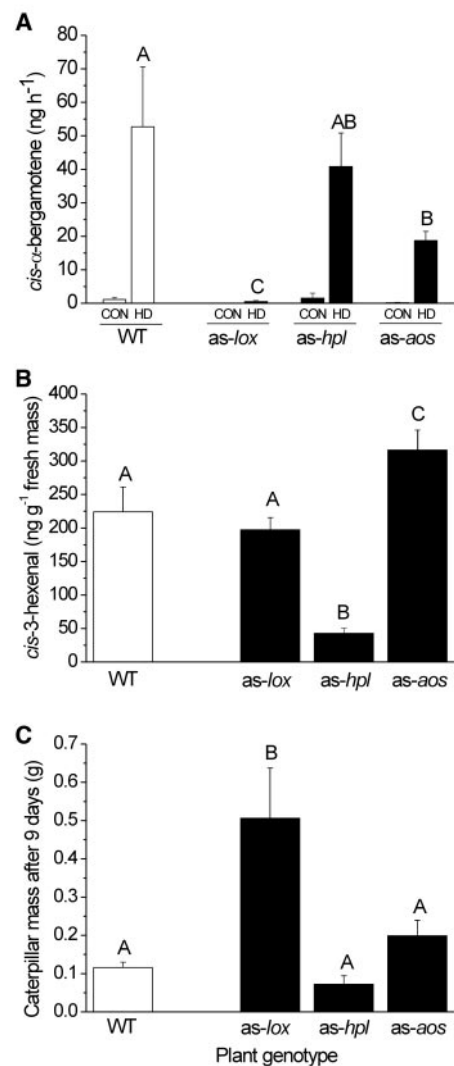 A
cis-α-bergamotene (ng h⁻¹)
80
70
60
50
40
30
20
10
0
A
C
AB
B
CON HD CON HD CON HD CON HD
WT as-lox as-hpl as-aos
B
cis-3-hexenal (ng g⁻¹ fresh mass)
400
350
300
250
200
150
100
50
0
A
A
B
C
WT as-lox as-hpl as-aos
C
Caterpillar mass after 9 days (g)
0.7
0.6
0.5
0.4
0.3
0.2
0.1
0.0
A
B
A
A
WT as-lox as-hpl as-aos
Plant genotype